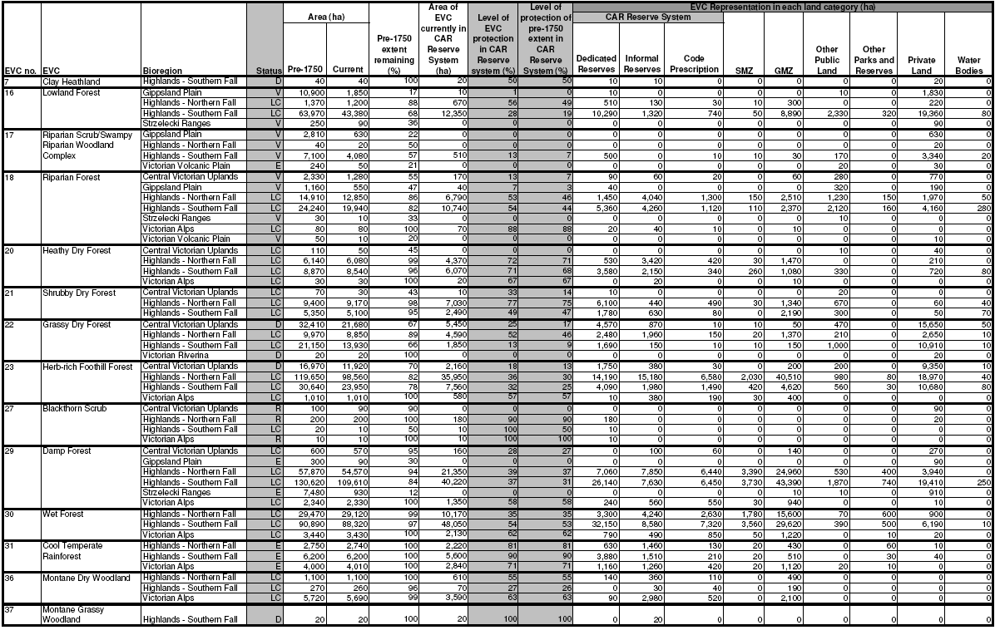 EVC Representation in each land category (ha)
Area (ha)
CAR Reserve System
EVC no.
EVC
Bioregion
Status
Pre-1750
Current
Pre-1750 extent remaining (%)
Area of EVC currently in CAR Reserve System (ha)
Level of EVC protection in CAR Reserve system (%)
Level of protection of pre-1750 extent in CAR Reserve System (%)
Dedicated Reserves
Informal Reserves
Code Prescription
SMZ
GMZ
Other Public Land
Other Parks and Reserves
Private Land
Water Bodies
7 Clay Heathland Highlands - Southern Fall D 40 40 100 20 50 50 10 10 0 0 0 0 0 20 0
16 Lowland Forest Gippsland Plain V 10,900 1,850 17 10 1 0 0 0 0 0 0 10 0 1,830 0
Highlands - Northern Fall LC 1,370 1,200 88 670 56 49 510 130 30 10 300 0 0 220 0
Highlands - Southern Fall LC 63,970 43,380 68 12,350 28 19 10,290 1,320 740 50 8,890 2,330 320 19,360 80
Strzelecki Ranges V 250 90 36 0 0 0 0 0 0 0 0 0 0 90 0
17 Riparian Scrub/Swampy Gippsland Plain V 2,810 630 22 0 0 0 0 0 0 0 0 0 0 630 0
Riparian Woodland Highlands - Northern Fall V 40 20 50 0 0 0 0 0 0 0 0 0 0 20 0
Complex Highlands - Southern Fall V 7,100 4,080 57 510 13 7 500 0 10 10 30 170 0 3,340 20
Victorian Volcanic Plain E 240 50 21 0 0 0 0 0 0 0 0 20 0 30 0
18 Riparian Forest Central Victorian Uplands V 2,330 1,280 55 170 13 7 90 60 20 0 60 280 0 770 0
Gippsland Plain V 1,160 550 47 40 7 3 40 0 0 0 0 320 0 190 0
Highlands - Northern Fall LC 14,910 12,850 86 6,790 53 46 1,450 4,040 1,300 150 2,510 1,230 150 1,970 50
Highlands - Southern Fall LC 24,240 19,940 82 10,740 54 44 5,360 4,260 1,120 110 2,370 2,120 160 4,160 280
Strzelecki Ranges V 30 10 33 0 0 0 0 0 0 0 0 10 0 0 0
Victorian Alps LC 80 80 100 70 88 88 20 40 10 0 10 0 0 0 0
Victorian Volcanic Plain V 50 10 20 0 0 0 0 0 0 0 0 0 0 10 0
20 Heathy Dry Forest Central Victorian Uplands LC 110 50 45 0 0 0 0 0 0 0 0 10 0 40 0
Highlands - Northern Fall LC 6,140 6,080 99 4,370 72 71 530 3,420 420 30 1,470 0 0 210 0
Highlands - Southern Fall LC 8,870 8,540 96 6,070 71 68 3,580 2,150 340 260 1,080 330 0 720 80
Victorian Alps LC 30 30 100 20 67 67 0 20 0 0 10 0 0 0 0
21 Shrubby Dry Forest Central Victorian Uplands LC 70 30 43 10 33 14 10 0 0 0 0 20 0 0 0
Highlands - Northern Fall LC 9,400 9,170 98 7,030 77 75 6,100 440 490 30 1,340 670 0 60 40
Highlands - Southern Fall LC 5,350 5,100 95 2,490 49 47 1,780 630 80 0 2,190 300 0 50 70
22 Grassy Dry Forest Central Victorian Uplands D 32,410 21,680 67 5,450 25 17 4,570 870 10 10 50 470 0 15,650 50
Highlands - Northern Fall LC 9,970 8,850 89 4,590 52 46 2,480 1,960 150 20 1,370 210 0 2,650 10
Highlands - Southern Fall LC 21,150 13,930 66 1,850 13 9 1,690 150 10 10 150 1,000 0 10,910 10
Victorian Riverina D 20 20 100 0 0 0 0 0 0 0 0 0 0 20 0
23 Herb-rich Foothill Forest Central Victorian Uplands D 16,970 11,920 70 2,160 18 13 1,750 380 30 0 200 200 0 9,350 10
Highlands - Northern Fall LC 119,650 98,560 82 35,950 36 30 14,190 15,180 6,580 2,030 40,510 980 80 18,970 40
Highlands - Southern Fall LC 30,640 23,950 78 7,560 32 25 4,090 1,980 1,490 420 4,620 560 30 10,680 80
Victorian Alps LC 1,010 1,010 100 580 57 57 10 380 190 30 400 0 0 0 0
27 Blackthorn Scrub Central Victorian Uplands R 100 90 90 0 0 0 0 0 0 0 0 0 0 90 0
Highlands - Northern Fall R 200 200 100 180 90 90 180 0 0 0 0 0 0 20 0
Highlands - Southern Fall LC 20 10 50 10 100 50 10 0 0 0 0 0 0 0 0
Victorian Alps R 10 10 100 10 100 100 10 0 0 0 0 0 0 0 0
29 Damp Forest Central Victorian Uplands LC 600 570 95 160 28 27 0 100 60 0 140 0 0 270 0
Gippsland Plain E 300 90 30 0 0 0 0 0 0 0 0 0 0 90 0
Highlands - Northern Fall LC 57,870 54,570 94 21,350 39 37 7,060 7,850 6,440 3,390 24,960 530 400 3,940 0
Highlands - Southern Fall LC 130,620 109,610 84 40,220 37 31 26,140 7,630 6,450 3,730 43,390 1,870 740 19,410 250
Strzelecki Ranges E 7,480 930 12 0 0 0 0 0 0 0 10 10 0 910 0
Victorian Alps LC 2,340 2,330 100 1,350 58 58 240 560 550 30 940 0 0 10 0
30 Wet Forest Highlands - Northern Fall LC 29,470 29,120 99 10,170 35 35 3,300 4,240 2,630 1,780 15,600 70 600 900 0
Highlands - Southern Fall LC 90,890 88,320 97 48,050 54 53 32,150 8,580 7,320 3,560 29,620 390 500 6,190 10
Victorian Alps LC 3,440 3,430 100 2,130 62 62 790 490 850 50 1,220 0 10 20 0
31 Cool Temperate Highlands - Northern Fall E 2,750 2,740 100 2,220 81 81 630 1,460 130 20 430 0 60 10 0
Rainforest Highlands - Southern Fall E 6,200 6,200 100 5,600 90 90 3,880 1,510 210 20 510 0 30 40 0
Victorian Alps E 4,000 4,010 100 2,840 71 71 1,160 1,260 420 20 1,120 20 10 0 0
36 Montane Dry Woodland Highlands - Northern Fall LC 1,100 1,100 100 610 55 55 140 360 110 0 490 0 0 0 0
Highlands - Southern Fall LC 270 260 96 70 27 26 0 30 40 0 190 0 0 0 0
Victorian Alps LC 5,720 5,690 99 3,590 63 63 90 2,980 520 0 2,100 0 0 0 0
37 Montane Grassy
Woodland Highlands - Southern Fall D 20 20 100 20 100 100 0 20 0 0 0 0 0 0 0